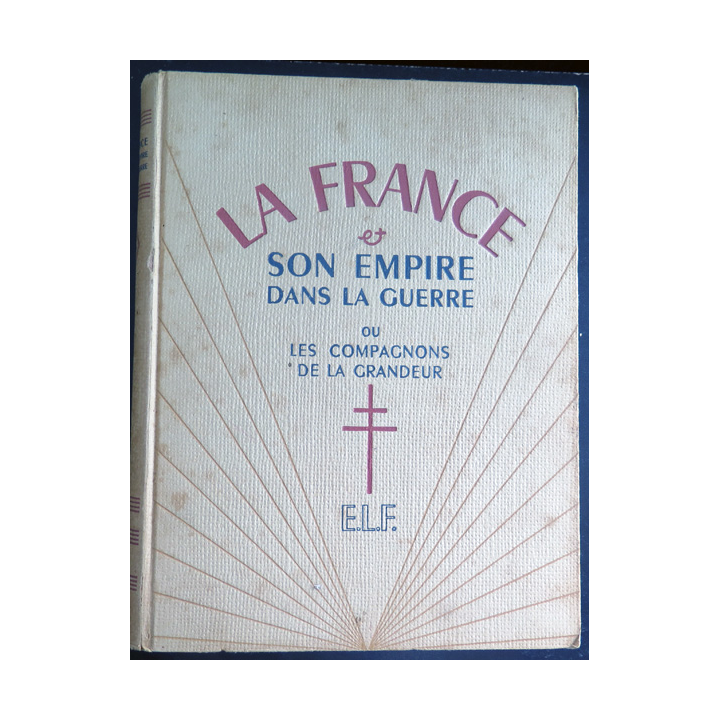 LA FRANCE
et
SON EMPIRE
DANS LA GUERRE
OU
LES COMPAGNONS
DE LA GRANDEUR
E.L.F.